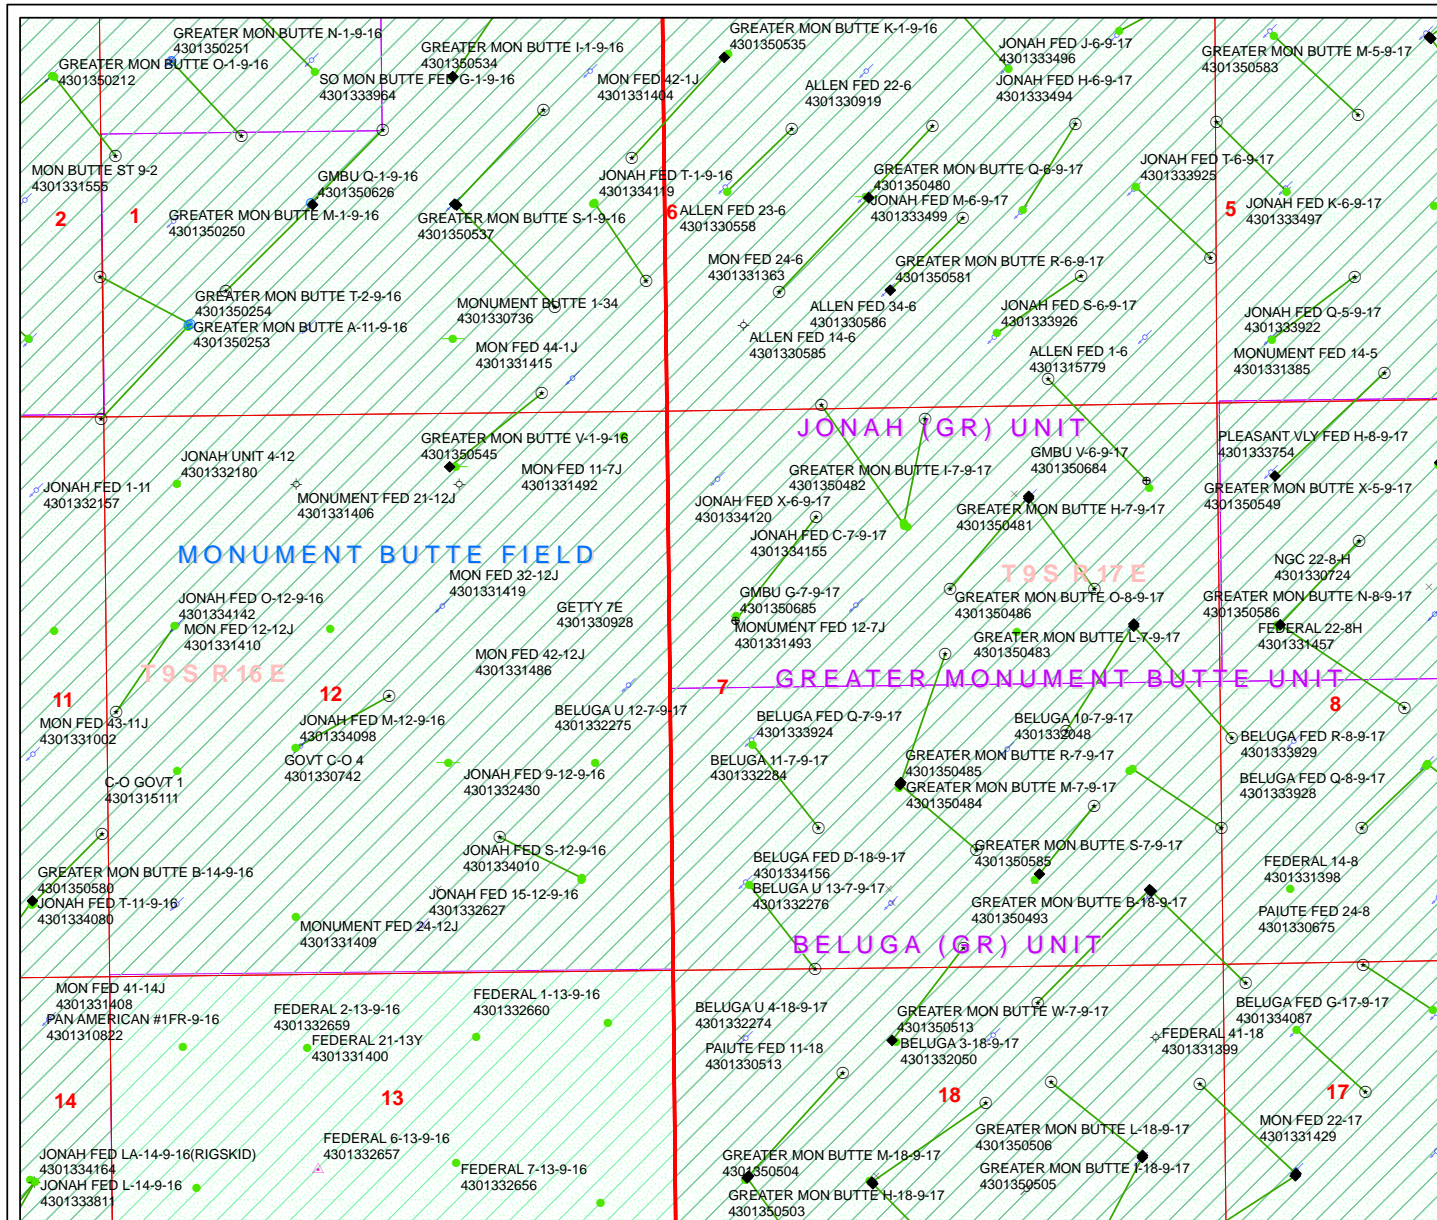 GREATER MON BUTTE N-1-9-16
4301350251
GREATER MON BUTTE O-1-9-16
4301350212
GREATER MON BUTTE I-1-9-16
4301350534
SO MON BUTTE FED G-1-9-16
4301333964
MON FED 42-1J
4301331404
GREATER MON BUTTE K-1-9-16
4301350535
ALLEN FED 22-6
4301330919
JONAH FED J-6-9-17
4301333496
JONAH FED H-6-9-17
4301333494
GREATER MON BUTTE M-5-9-17
4301350583
MON BUTTE ST 9-2
4301331555
GMBU Q-1-9-16
4301350626
GREATER MON BUTTE M-1-9-16
4301350250
GREATER MON BUTTE S-1-9-16
4301350537
JONAH FED T-1-9-16
4301334119
ALLEN FED 23-6
4301330558
GREATER MON BUTTE Q-6-9-17
4301350480
JONAH FED M-6-9-17
4301333499
JONAH FED T-6-9-17
4301333925
JONAH FED K-6-9-17
4301333497
2
1
6
5
MON FED 24-6
4301331363
GREATER MON BUTTE R-6-9-17
4301350581
GREATER MON BUTTE T-2-9-16
4301350254
GREATER MON BUTTE A-11-9-16
4301350253
MONUMENT BUTTE 1-34
4301330736
MON FED 44-1J
4301331415
ALLEN FED 34-6
4301330586
ALLEN FED 14-6
4301330585
JONAH FED S-6-9-17
4301333926
ALLEN FED 1-6
4301315779
JONAH FED Q-5-9-17
4301333922
MONUMENT FED 14-5
4301331385
JONAH (GR) UNIT
GREATER MON BUTTE V-1-9-16
4301350545
JONAH UNIT 4-12
4301332180
MON FED 11-7J
4301331492
JONAH FED 1-11
4301332157
MONUMENT FED 21-12J
4301331406
GREATER MON BUTTE I-7-9-17
4301350482
JONAH FED X-6-9-17
4301334120
JONAH FED C-7-9-17
4301334155
GMBU V-6-9-17
4301350684
GREATER MON BUTTE H-7-9-17
4301350481
PLEASANT VLY FED H-8-9-17
4301333754
GREATER MON BUTTE X-5-9-17
4301350549
MONUMENT BUTTE FIELD
T9S R17E
MON FED 32-12J
4301331419
JONAH FED O-12-9-16
4301334142
MON FED 12-12J
4301331410
GETTY 7E
4301330928
GMBU G-7-9-17
4301350685
MONUMENT FED 12-7J
4301331493
GREATER MON BUTTE O-8-9-17
4301350486
GREATER MON BUTTE L-7-9-17
4301350483
NGC 22-8-H
4301330724
GREATER MON BUTTE N-8-9-17
4301350586
FEDERAL 22-8H
4301331457
T9S R16E
MON FED 42-12J
4301331486
GREATER MONUMENT BUTTE UNIT
11
12
7
8
MON FED 43-11J
4301331002
JONAH FED M-12-9-16
4301334098
GOVT C-O 4
4301330742
BELUGA U 12-7-9-17
4301332275
BELUGA FED Q-7-9-17
4301333924
BELUGA 11-7-9-17
4301332284
BELUGA 10-7-9-17
4301332048
GREATER MON BUTTE R-7-9-17
4301350485
GREATER MON BUTTE M-7-9-17
4301350484
BELUGA FED R-8-9-17
4301333929
BELUGA FED Q-8-9-17
4301333928
C-O GOVT 1
4301315111
JONAH FED 9-12-9-16
4301332430
JONAH FED S-12-9-16
4301334010
GREATER MON BUTTE S-7-9-17
4301350585
BELUGA FED D-18-9-17
4301334156
BELUGA U 13-7-9-17
4301332276
FEDERAL 14-8
4301331398
GREATER MON BUTTE B-14-9-16
4301350580
JONAH FED T-11-9-16
4301334080
JONAH FED 15-12-9-16
4301332627
MONUMENT FED 24-12J
4301331409
GREATER MON BUTTE B-18-9-17
4301350493
PAIUTE FED 24-8
4301330675
BELUGA (GR) UNIT
MON FED 41-14J
4301331408
PAN AMERICAN #1FR-9-16
4301310822
FEDERAL 2-13-9-16
4301332659
FEDERAL 21-13Y
4301331400
FEDERAL 1-13-9-16
4301332660
BELUGA U 4-18-9-17
4301332274
PAIUTE FED 11-18
4301330513
GREATER MON BUTTE W-7-9-17
4301350513
BELUGA 3-18-9-17
4301332050
FEDERAL 41-18
4301331399
BELUGA FED G-17-9-17
4301334087
14
13
18
17
JONAH FED LA-14-9-16(RIGSKID)
4301334164
JONAH FED L-14-9-16
4301333811
FEDERAL 6-13-9-16
4301332657
FEDERAL 7-13-9-16
4301332656
GREATER MON BUTTE M-18-9-17
4301350504
GREATER MON BUTTE H-18-9-17
4301350503
GREATER MON BUTTE L-18-9-17
4301350506
GREATER MON BUTTE I-18-9-17
4301350505
MON FED 22-17
4301331429